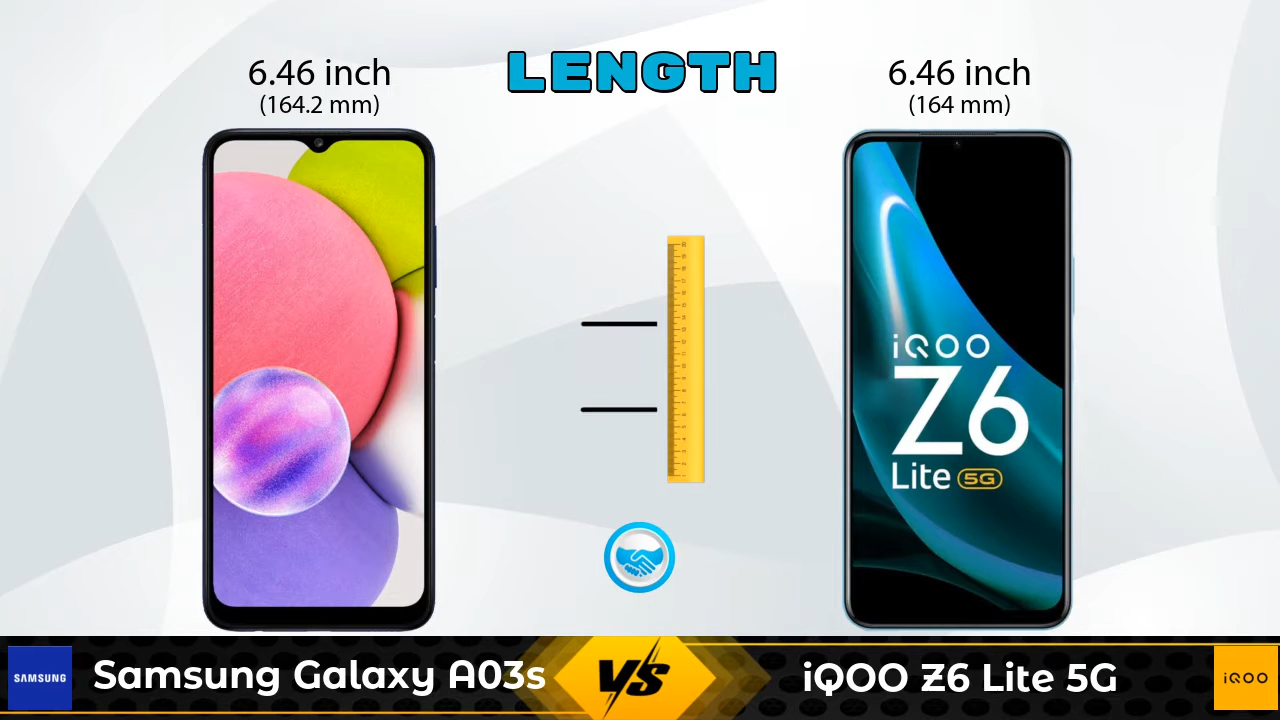 LENGTH
6.46 inch
(164.2 mm)
6.46 inch
(164 mm)
iQOO
Z6
Lite 5G
SAMSUNG
Samsung Galaxy A03s
VS
iQOO Z6 Lite 5G
iQOO